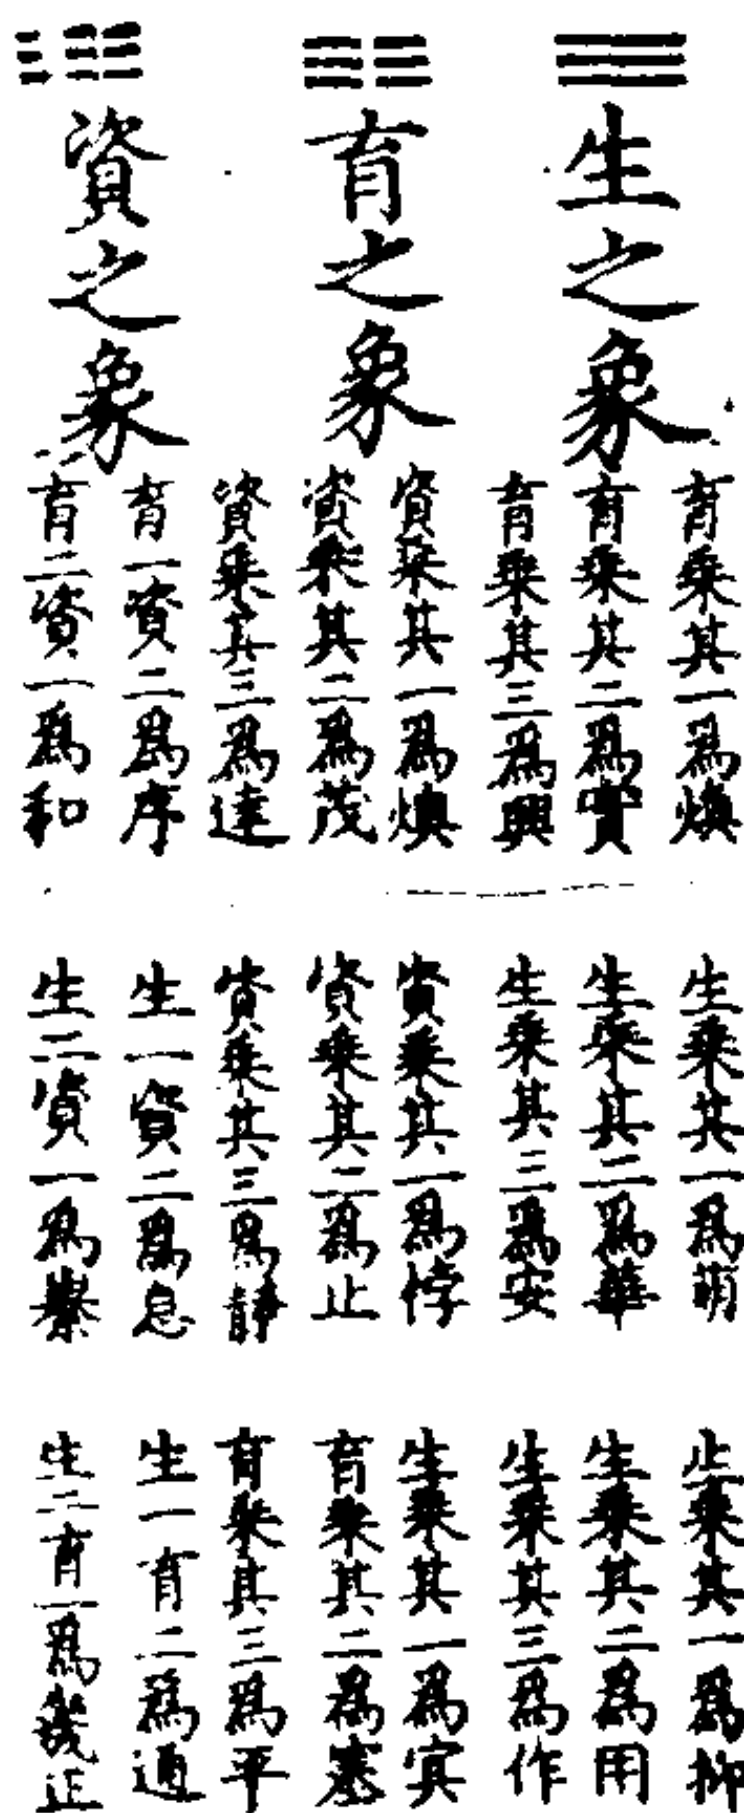 生之象
育之象
資之象
育乘其一爲煥
育乘其二爲實
育乘其三爲興
資乘其一爲燠
資乘其二爲茂
資乘其三爲達
育一資二爲序
育二資一爲和
生乘其一爲萌
生乘其二爲華
生乘其三爲安
資乘其一爲悖
資乘其二爲止
資乘其三爲靜
生一資二爲息
生二資一爲
生乘其一爲抑
生乘其二爲用
生乘其三爲作
生乘其一爲冥
育乘其二爲塞
育乘其三爲平
生一育二爲通
生二育一爲幾正